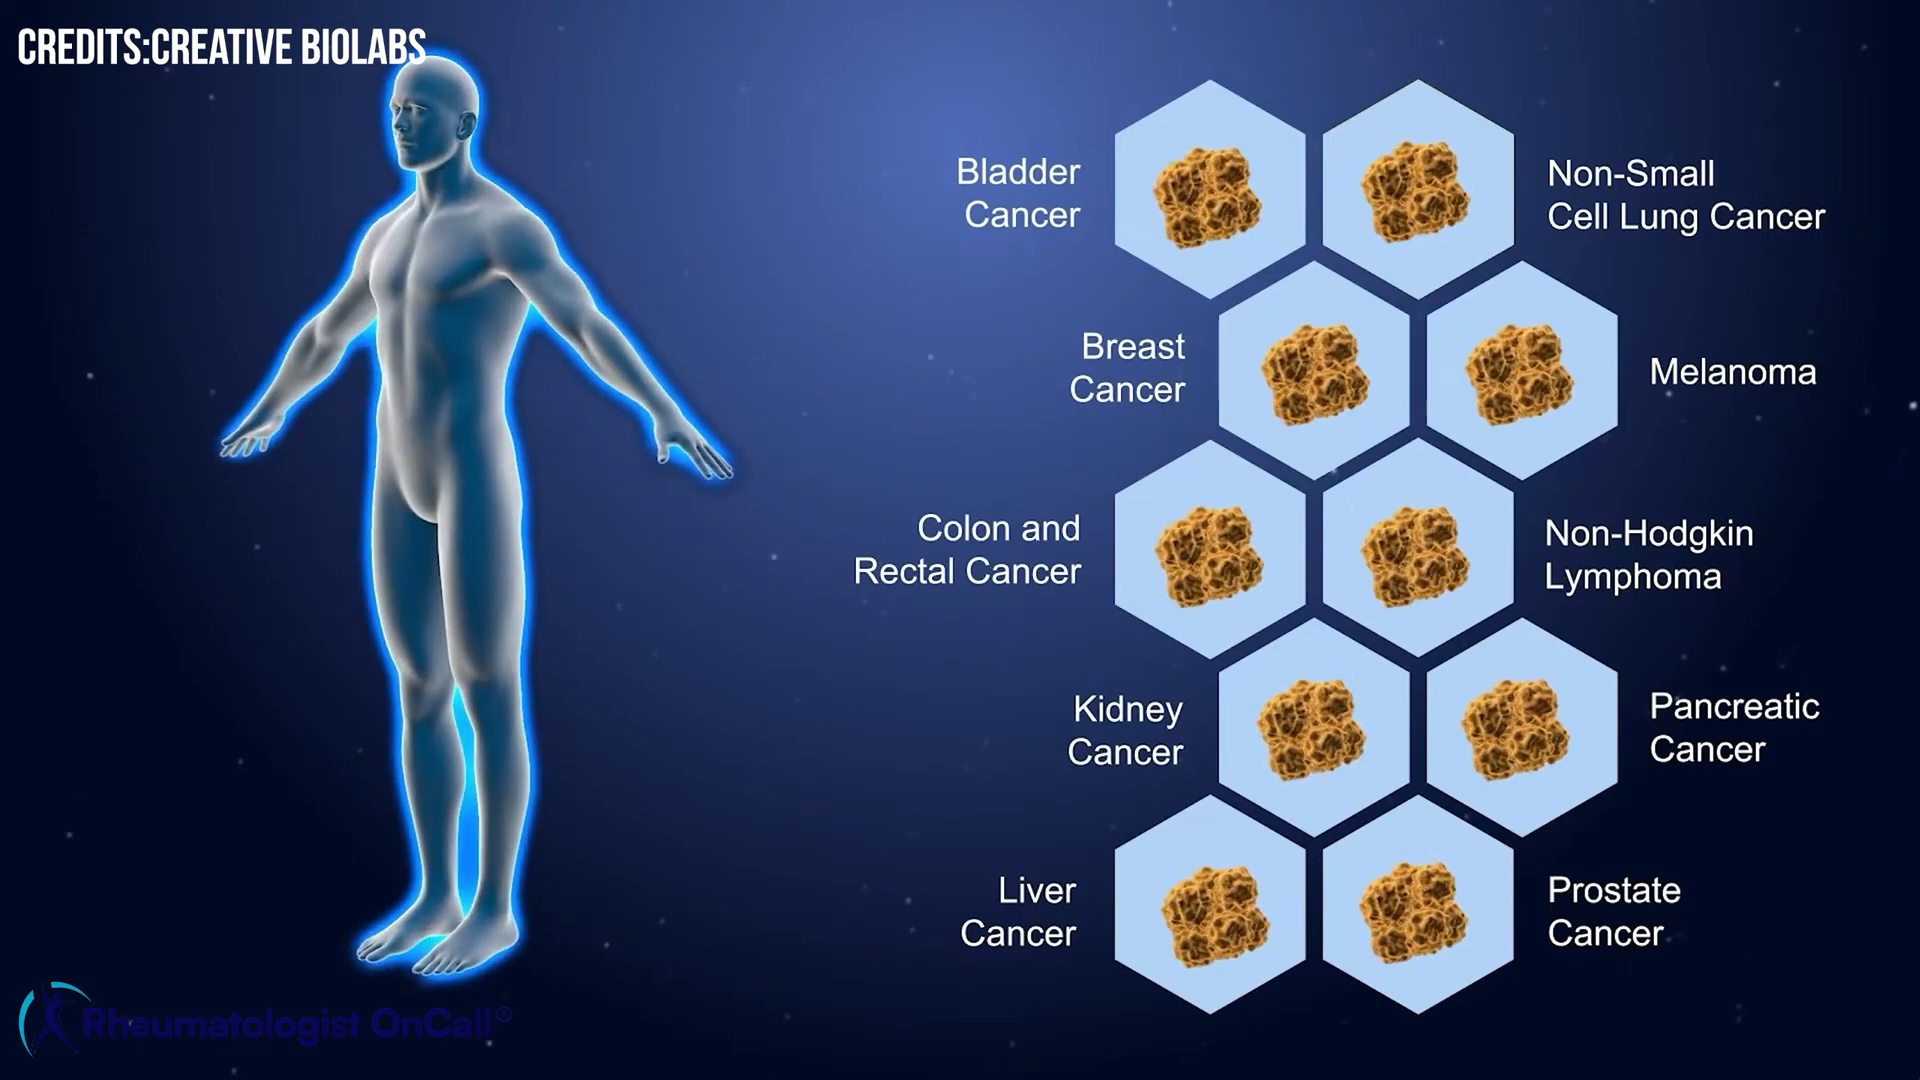 CREDITS:CREATIVE BIOLABS
Bladder
Cancer
Non-Small
Cell Lung Cancer
Breast
Cancer
Melanoma
Colon and
Rectal Cancer
Non-Hodgkin
Lymphoma
Kidney
Cancer
Pancreatic
Cancer
Liver
Cancer
Prostate
Cancer
Rheumatologist OnCall®